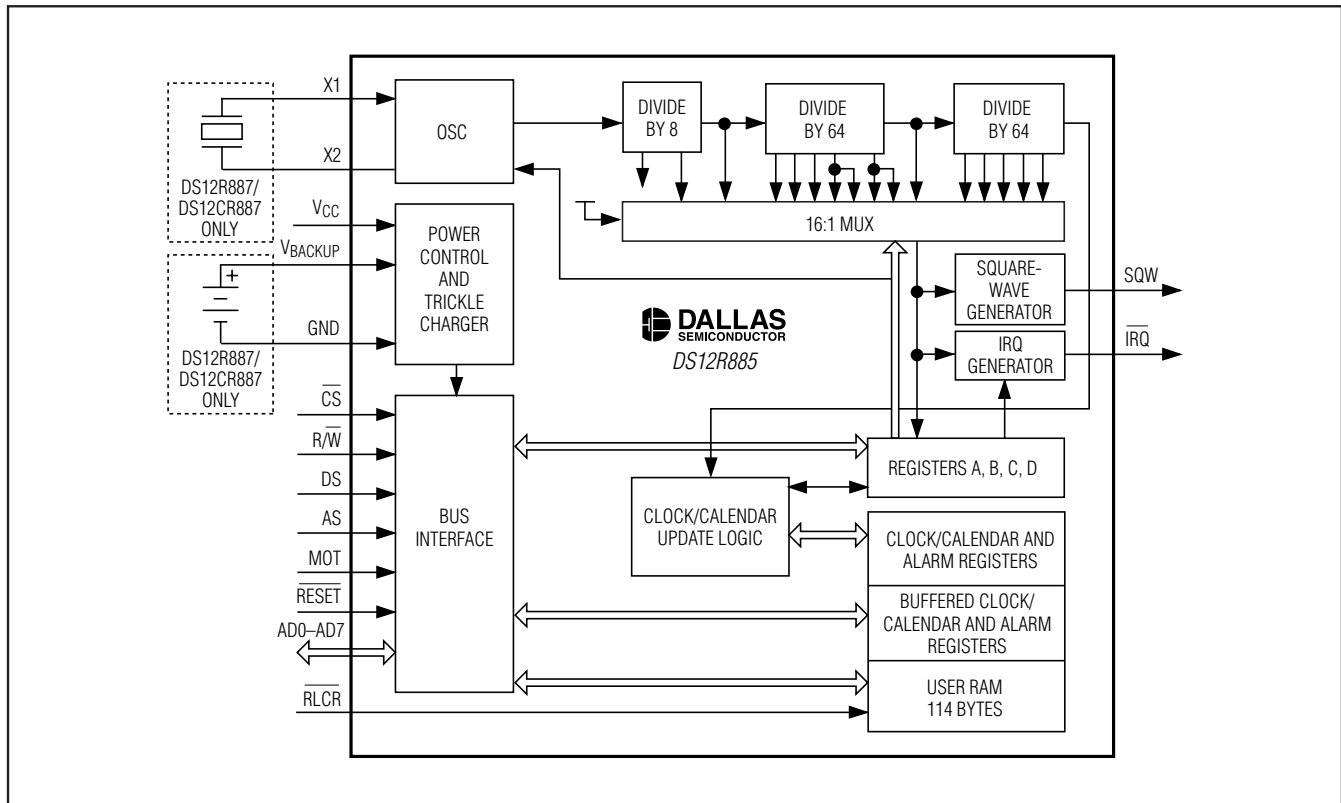 X1
X2
DS12R887/
DS12CR887
ONLY
VCC
VBACKUP
+
GND
DS12R887/
DS12CR887
ONLY
CS
R/W
DS
AS
MOT
RESET
AD0–AD7
RLCR
OSC
POWER
CONTROL
AND
TRICKLE
CHARGER
BUS
INTERFACE
DIVIDE
BY 8
DIVIDE
BY 64
DIVIDE
BY 64
16:1 MUX
DALLAS
SEMICONDUCTOR
DS12R885
SQUARE-
WAVE
GENERATOR
SQW
IRQ
GENERATOR
IRQ
REGISTERS A, B, C, D
CLOCK/CALENDAR
UPDATE LOGIC
CLOCK/CALENDAR AND
ALARM REGISTERS
BUFFERED CLOCK/
CALENDAR AND ALARM
REGISTERS
USER RAM
114 BYTES